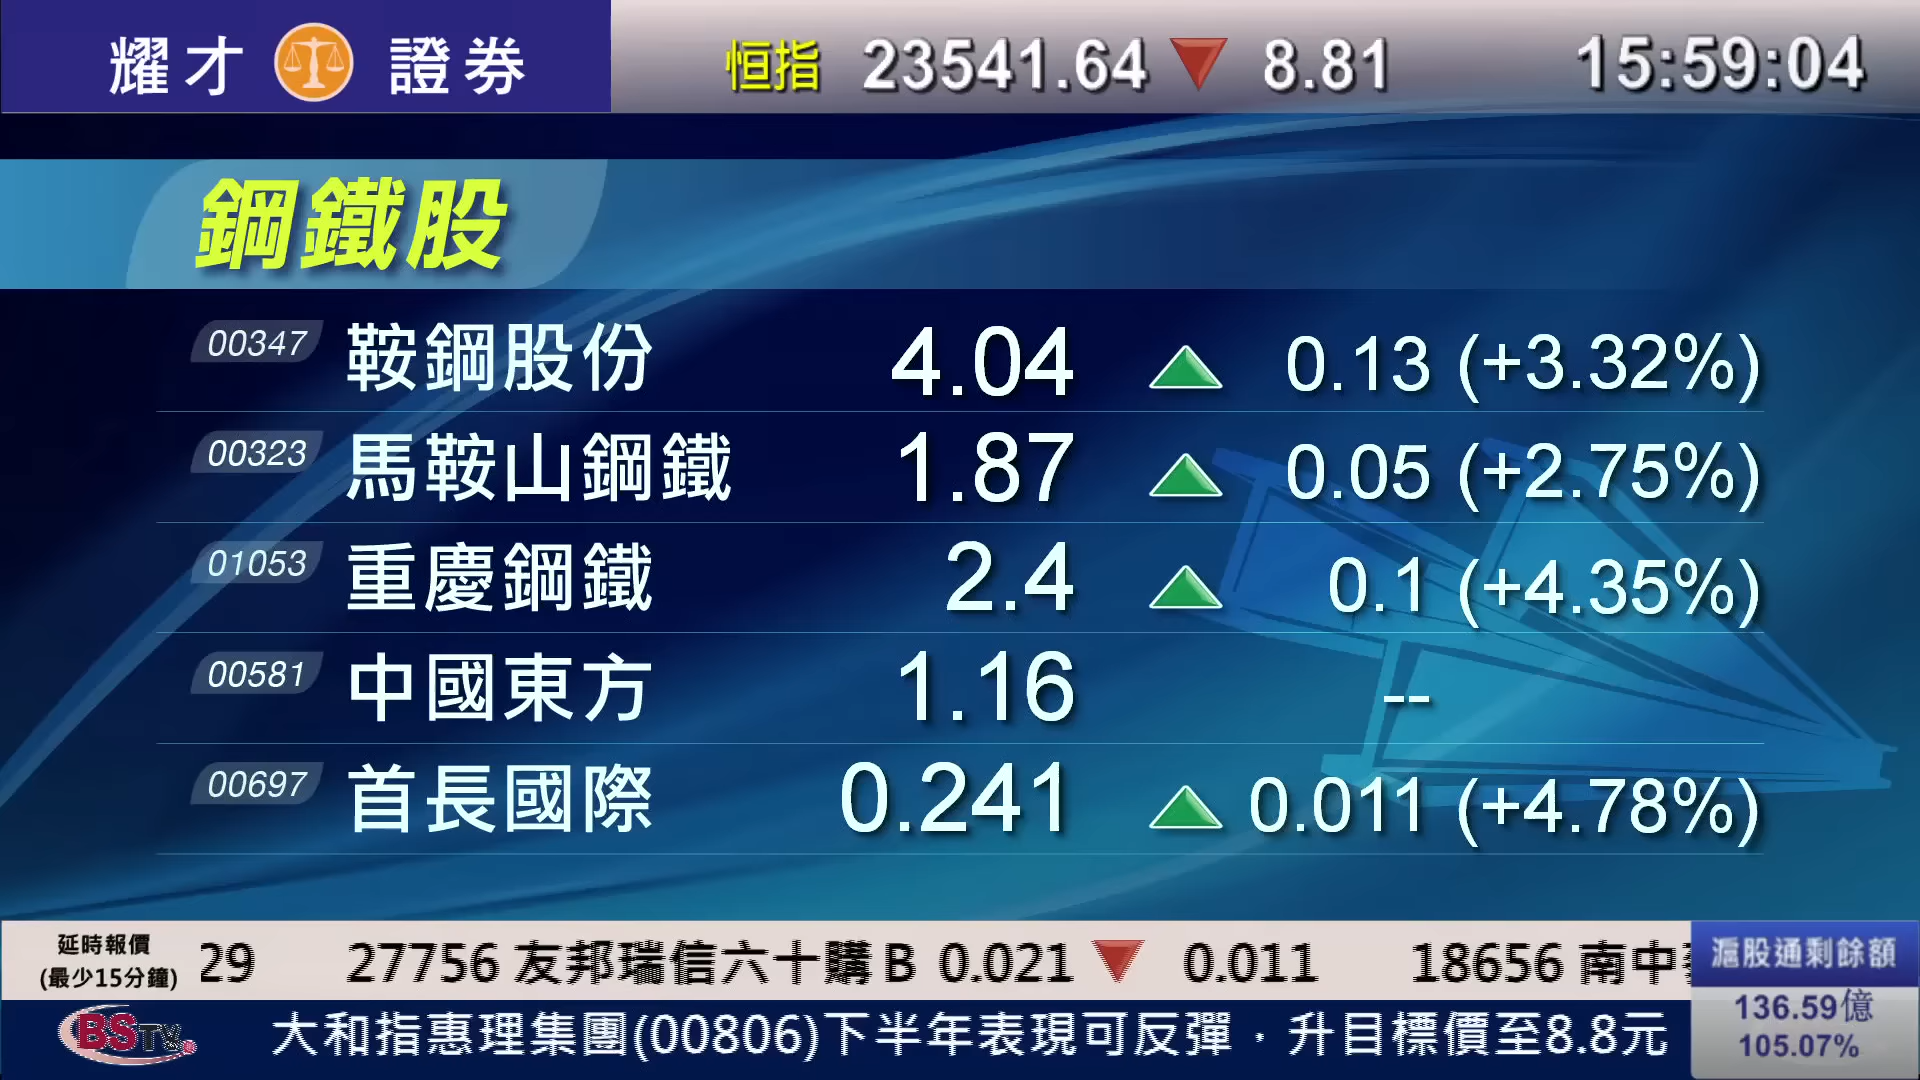 耀才 證券
恒指 23541.64 ▼ 8.81
15:59:04
鋼鐵股
00347 鞍鋼股份 4.04 ▲ 0.13 (+3.32%)
00323 馬鞍山鋼鐵 1.87 ▲ 0.05 (+2.75%)
01053 重慶鋼鐵 2.4 ▲ 0.1 (+4.35%)
00581 中國東方 1.16 --
00697 首長國際 0.241 ▲ 0.011 (+4.78%)
延時報價
(最少15分鐘)
29 27756 友邦瑞信六十購B 0.021 ▼ 0.011 18656 南中
滬股通剩餘額
136.59億
105.07%
BSTV
大和指惠理集團(00806)下半年表現可反彈，升目標價至8.8元